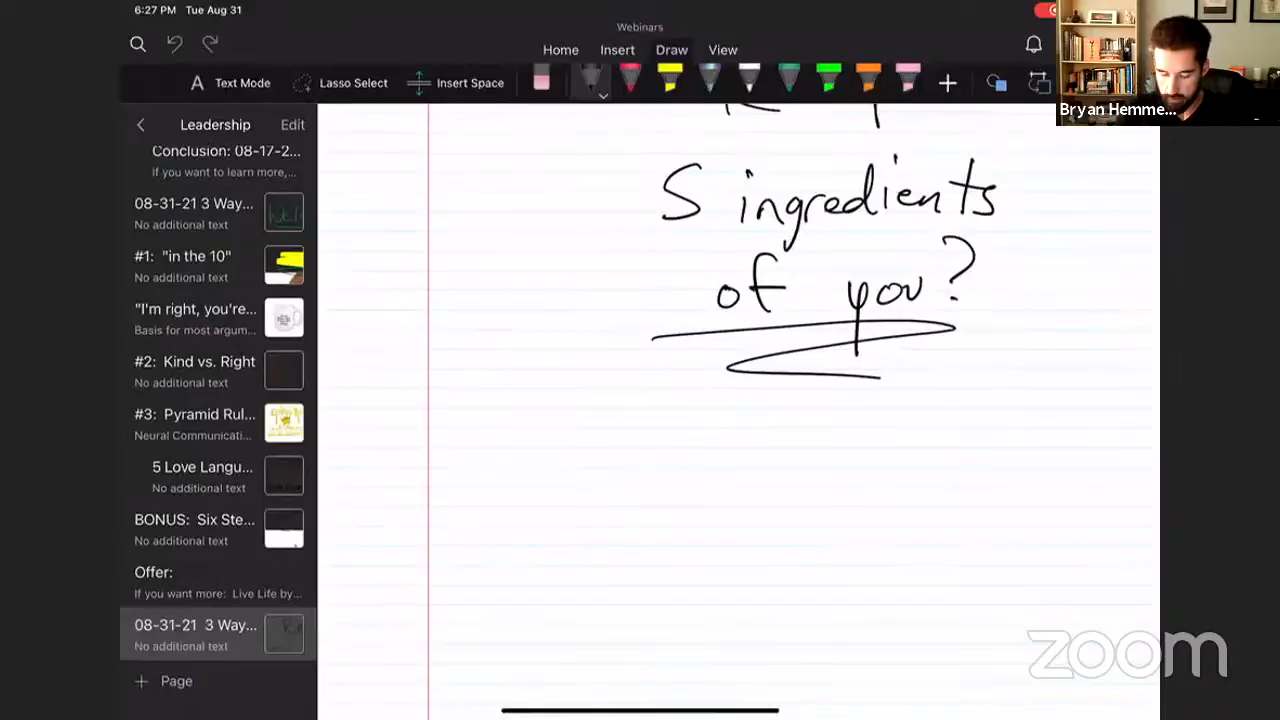 6:27 PM Tue Aug 31
Webinars
Home Insert Draw View
A Text Mode Lasso Select Insert Space
Bryan Hemme...
Leadership Edit
Conclusion: 08-17-2...
If you want to learn more,...
08-31-21 3 Way...
No additional text
#1: "in the 10"
No additional text
"I'm right, you're...
Basis for most argum...
#2: Kind vs. Right
No additional text
#3: Pyramid Rul...
Neural Communicati...
5 Love Langu...
No additional text
BONUS: Six Ste...
No additional text
Offer:
If you want more: Live Life by...
08-31-21 3 Way...
No additional text
+ Page
5 ingredients
of you?
zoom